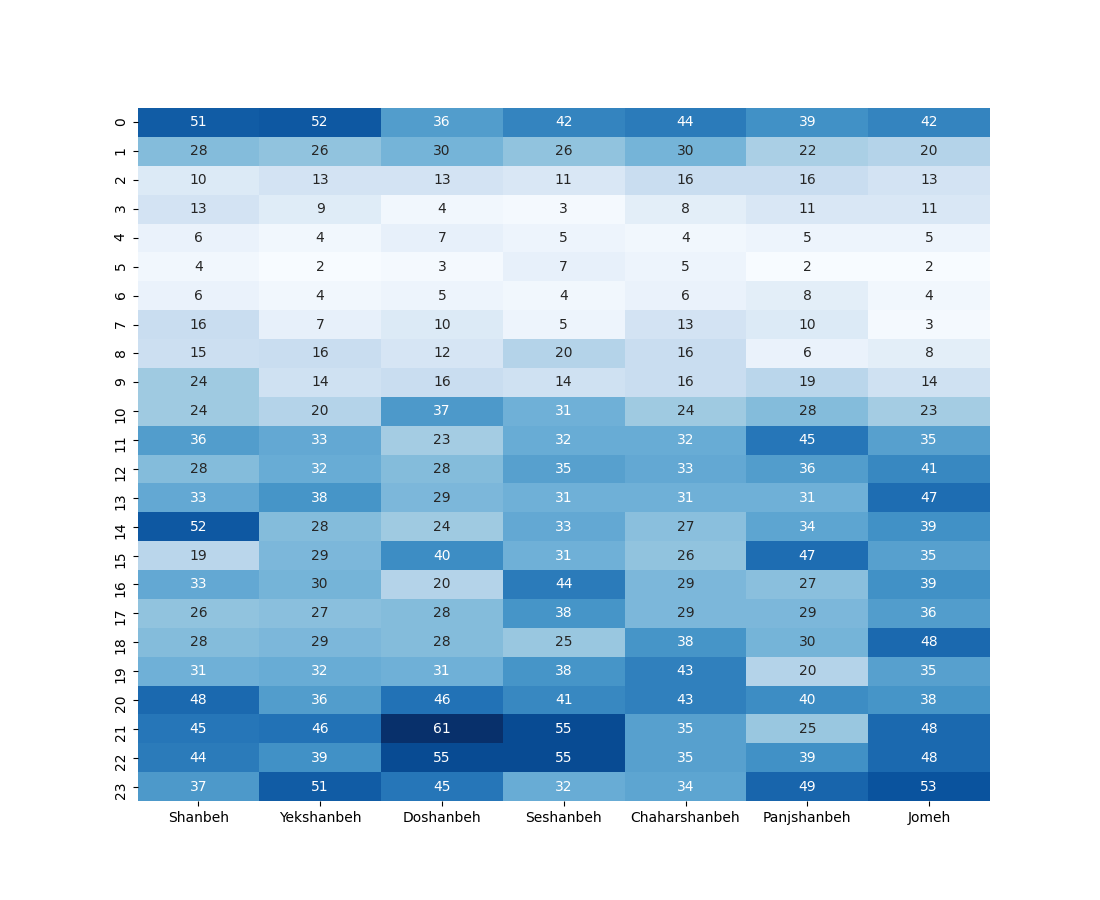 0 51 52 36 42 44 39 42
1 28 26 30 26 30 22 20
2 10 13 13 11 16 16 13
3 13 9 4 3 8 11 11
4 6 4 7 5 4 5 5
5 4 2 3 7 5 2 2
6 6 4 5 4 6 8 4
7 16 7 10 5 13 10 3
8 15 16 12 20 16 6 8
9 24 14 16 14 16 19 14
10 24 20 37 31 24 28 23
11 36 33 23 32 32 45 35
12 28 32 28 35 33 36 41
13 33 38 29 31 31 31 47
14 52 28 24 33 27 34 39
15 19 29 40 31 26 47 35
16 33 30 20 44 29 27 39
17 26 27 28 38 29 29 36
18 28 29 28 25 38 30 48
19 31 32 31 38 43 20 35
20 48 36 46 41 43 40 38
21 45 46 61 55 35 25 48
22 44 39 55 55 35 39 48
23 37 51 45 32 34 49 53
Shanbeh Yekshanbeh Doshanbeh Seshanbeh Chaharshanbeh Panjshanbeh Jomeh